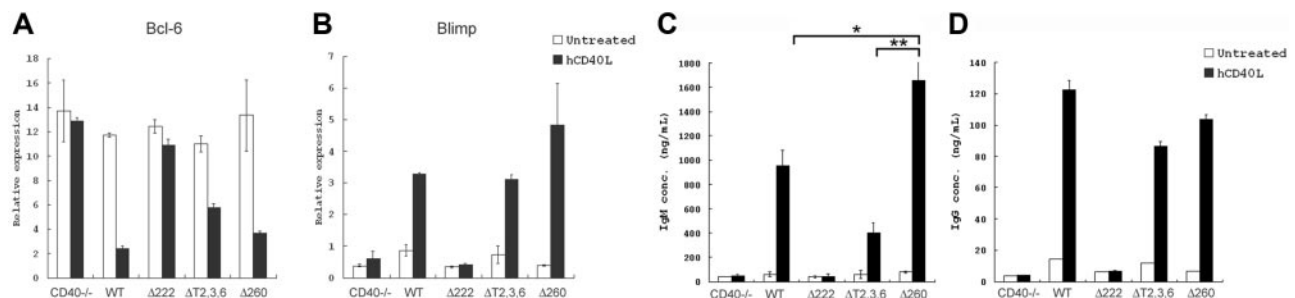 A
Bcl-6
Relative expression
18
16
14
12
10
8
6
4
2
0
CD40-/- WT Δ222 ΔT2,3,6 Δ260
B
Blimp
Untreated
hCD40L
Relative expression
7
6
5
4
3
2
1
0
CD40-/- WT Δ222 ΔT2,3,6 Δ260
C
*
**
IgM conc. (ng/mL)
1800
1600
1400
1200
1000
800
600
400
200
0
CD40-/- WT Δ222 ΔT2,3,6 Δ260
D
Untreated
hCD40L
IgG conc. (ng/mL)
140
120
100
80
60
40
20
0
CD40-/- WT Δ222 ΔT2,3,6 Δ260